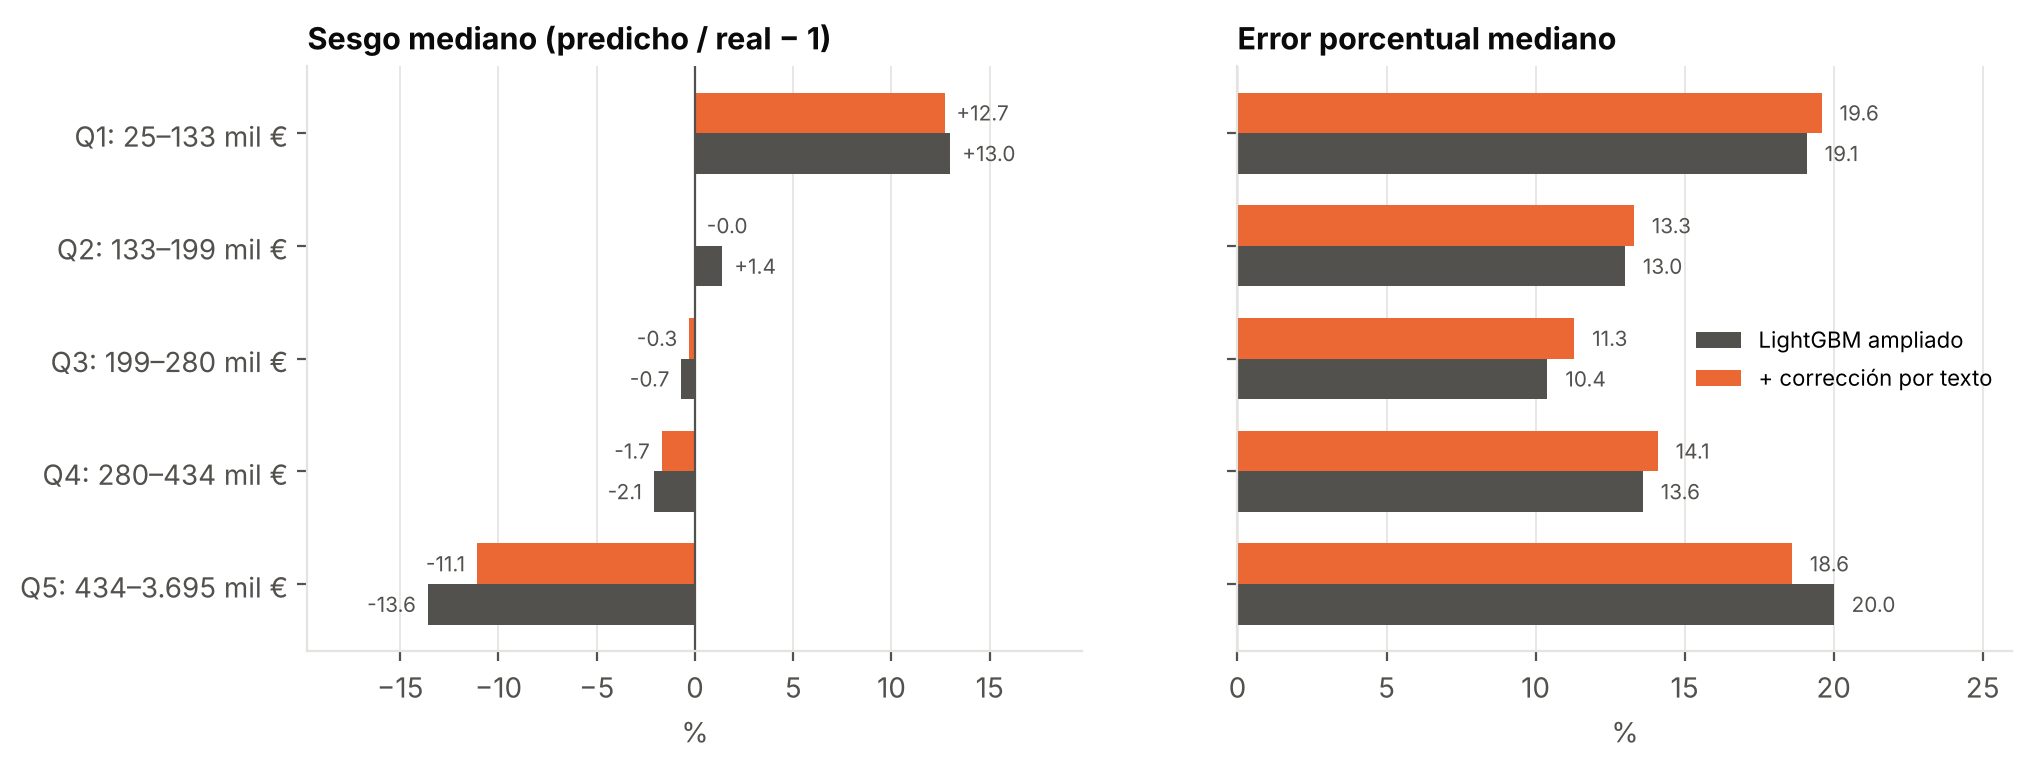 Sesgo mediano (predicho / real − 1)
Q1: 25–133 mil €
+12.7
+13.0
Q2: 133–199 mil €
-0.0
+1.4
Q3: 199–280 mil €
-0.3
-0.7
Q4: 280–434 mil €
-1.7
-2.1
Q5: 434–3.695 mil €
-11.1
-13.6
−15 −10 −5 0 5 10 15
%
Error porcentual mediano
19.6
19.1
13.3
13.0
11.3
10.4
LightGBM ampliado
+ corrección por texto
14.1
13.6
18.6
20.0
0 5 10 15 20 25
%